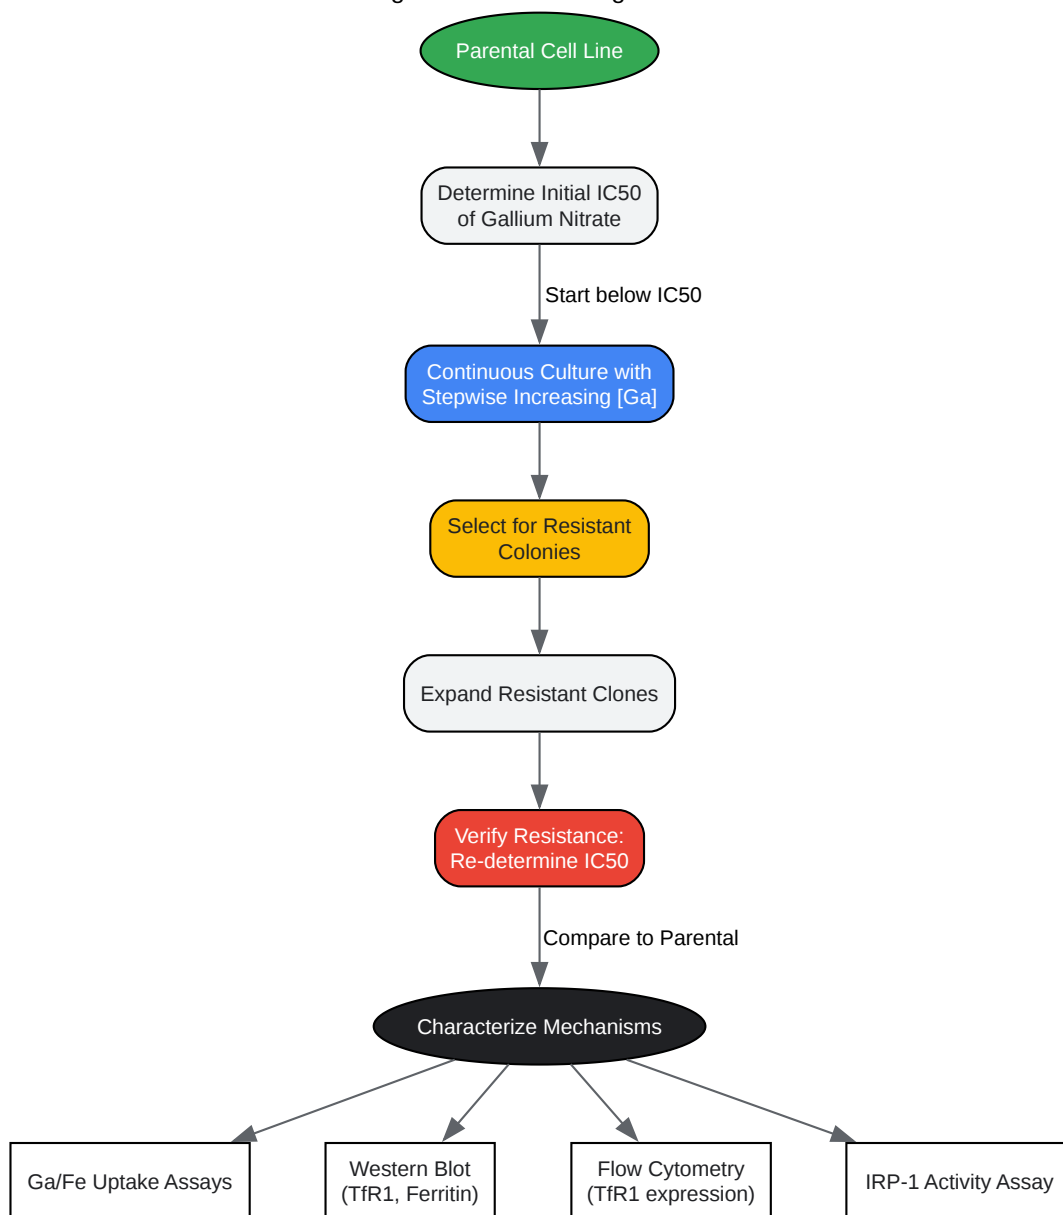 Parental Cell Line
Determine Initial IC50
of Gallium Nitrate
Start below IC50
Continuous Culture with
Stepwise Increasing [Ga]
Select for Resistant
Colonies
Expand Resistant Clones
Verify Resistance:
Re-determine IC50
Compare to Parental
Characterize Mechanisms
Ga/Fe Uptake Assays
Western Blot
(TfR1, Ferritin)
Flow Cytometry
(TfR1 expression)
IRP-1 Activity Assay